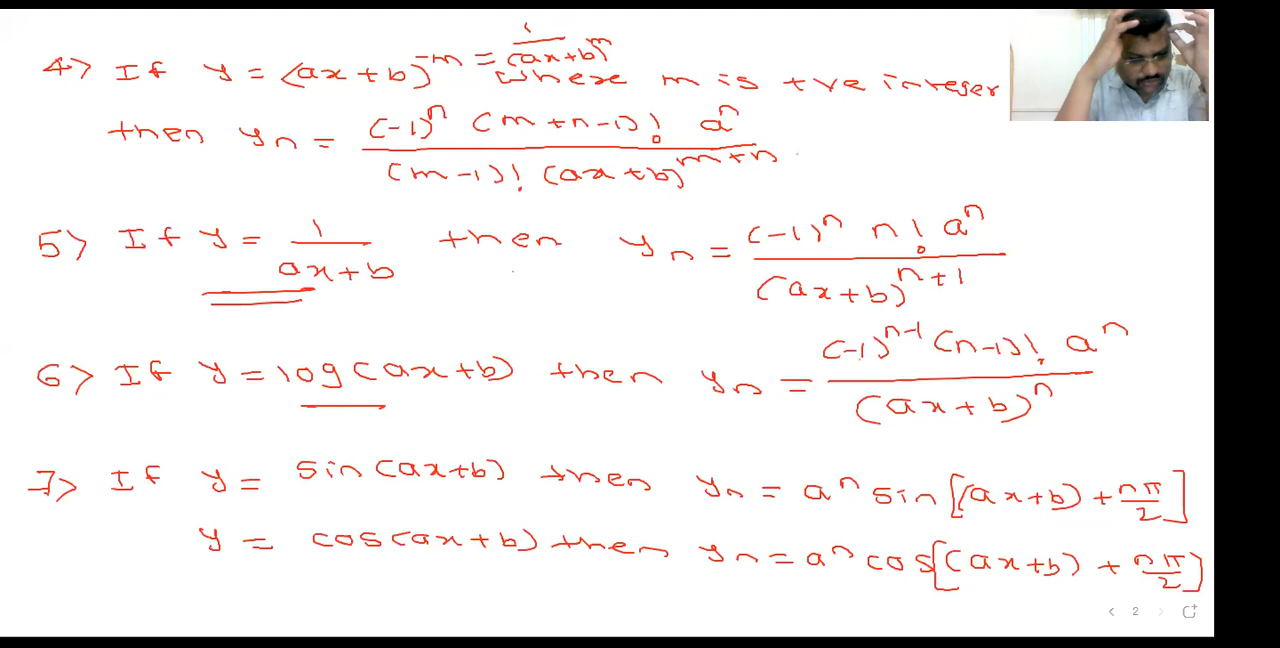 4> If y = (ax+b)^-m = 1/(ax+b)^m where m is +ve integer
then yn = (-1)^n (m+n-1)! a^n / (m-1)! (ax+b)^m+n
5> If y = 1/ax+b then yn = (-1)^n n! a^n / (ax+b)^n+1
6> If y = log(ax+b) then yn = (-1)^n-1 (n-1)! a^n / (ax+b)^n
7> If y = sin(ax+b) then yn = a^n sin[(ax+b) + nπ/2]
y = cos(ax+b) then yn = a^n cos[(ax+b) + nπ/2]
< 2 >